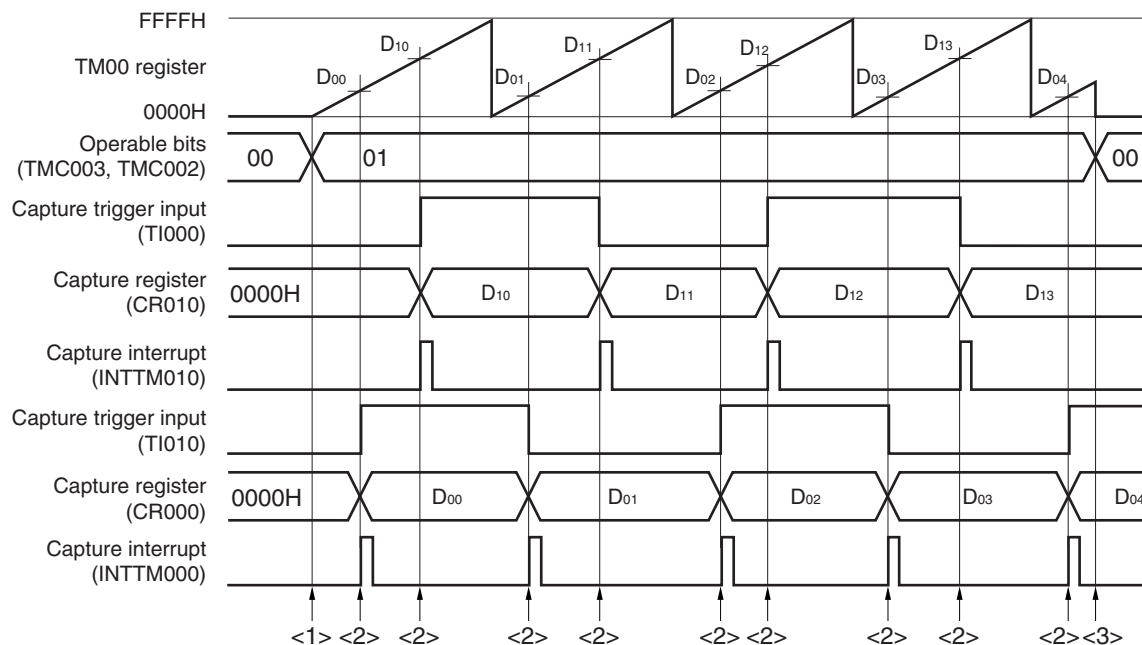 FFFFH
TM00 register
0000H
D00 D10 D01 D11 D02 D12 D03 D13 D04
Operable bits
(TMC003, TMC002)
00 01 00
Capture trigger input
(TI000)
Capture register
(CR010)
0000H D10 D11 D12 D13
Capture interrupt
(INTTM010)
Capture trigger input
(TI010)
Capture register
(CR000)
0000H D00 D01 D02 D03 D04
Capture interrupt
(INTTM000)
<1> <2> <2> <2> <2> <2> <2> <2> <2> <2> <3>